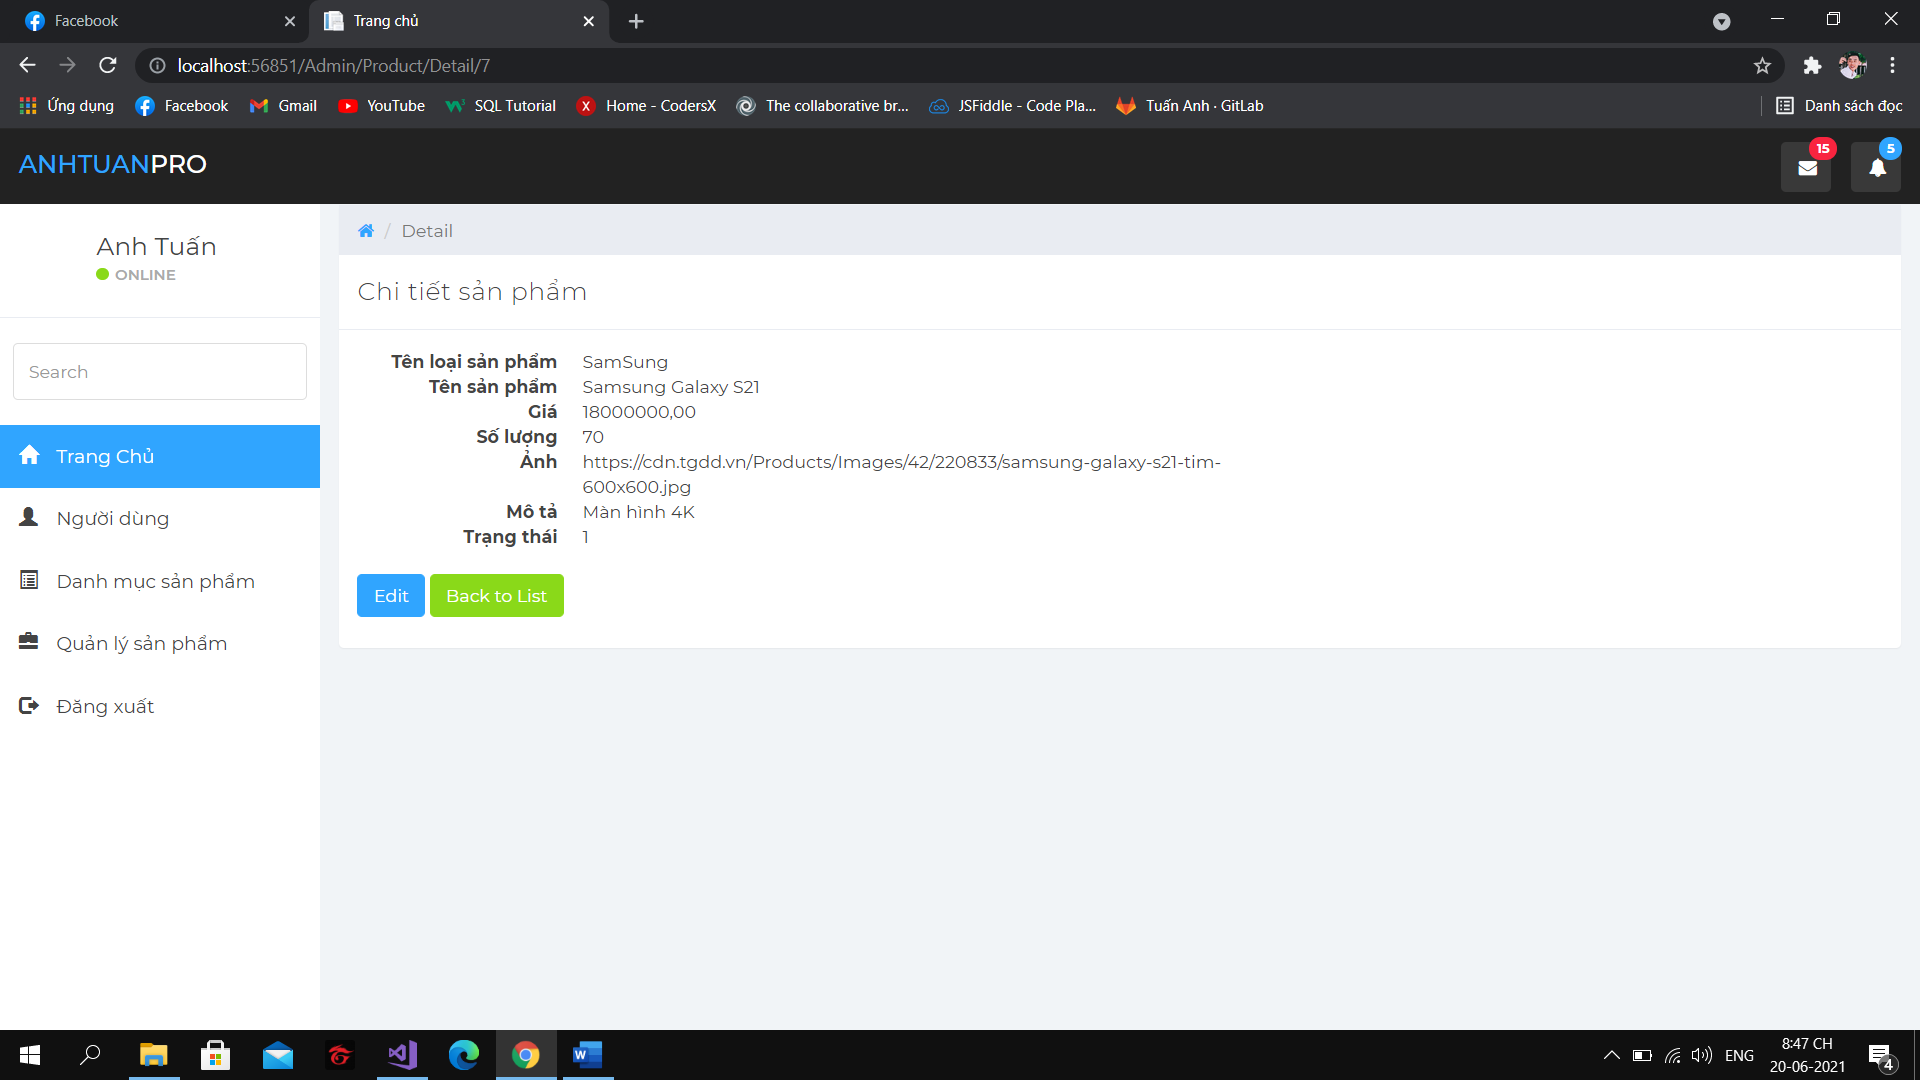 Facebook
Trang chủ
localhost:56851/Admin/Product/Detail/7
Ứng dụng
Facebook
Gmail
YouTube
SQL Tutorial
Home - CodersX
The collaborative br...
JSFiddle - Code Pla...
Tuấn Anh · GitLab
Danh sách đọc
ANHTUANPRO
15
5
Anh Tuấn
ONLINE
Search
Trang Chủ
Người dùng
Danh mục sản phẩm
Quản lý sản phẩm
Đăng xuất
/ Detail
Chi tiết sản phẩm
Tên loại sản phẩm SamSung
Tên sản phẩm Samsung Galaxy S21
Giá 18000000,00
Số lượng 70
Ảnh https://cdn.tgdd.vn/Products/Images/42/220833/samsung-galaxy-s21-tim-
600x600.jpg
Mô tả Màn hình 4K
Trạng thái 1
Edit
Back to List
ENG
8:47 CH
20-06-2021
4